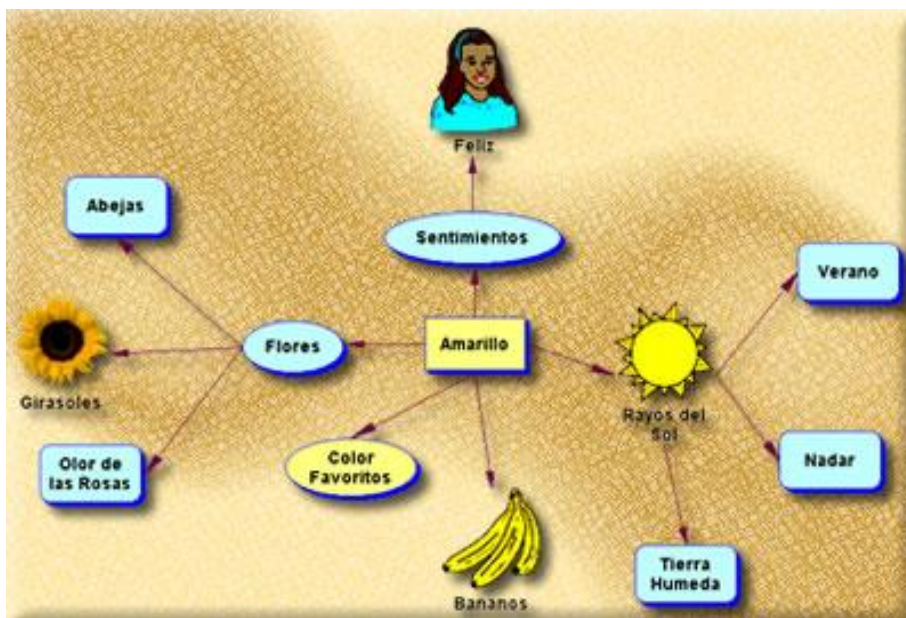 Feliz
Abejas
Sentimientos
Verano
Flores
Amarillo
Girasoles
Rayos del
Sol
Color
Favoritos
Olor de
las Rosas
Nadar
Tierra
Humeda
Bananos